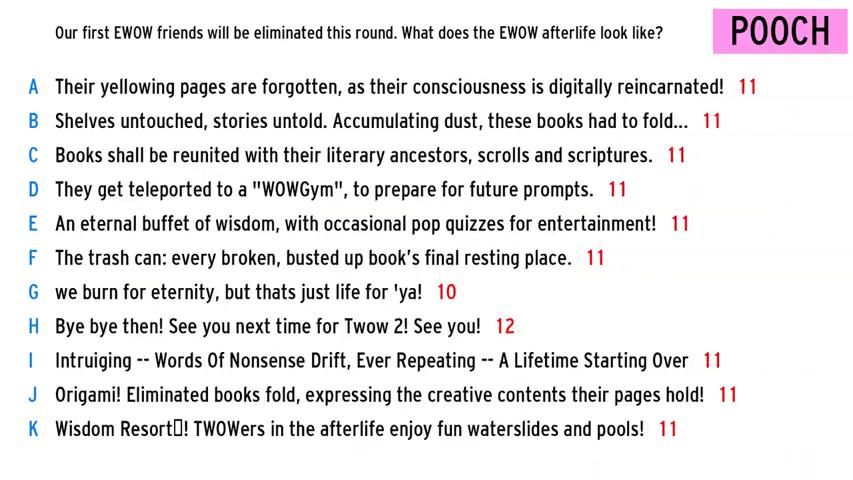 Our first EWOW friends will be eliminated this round. What does the EWOW afterlife look like?
POOCH
A Their yellowing pages are forgotten, as their consciousness is digitally reincarnated! 11
B Shelves untouched, stories untold. Accumulating dust, these books had to fold... 11
C Books shall be reunited with their literary ancestors, scrolls and scriptures. 11
D They get teleported to a "WOWGym", to prepare for future prompts. 11
E An eternal buffet of wisdom, with occasional pop quizzes for entertainment! 11
F The trash can: every broken, busted up book’s final resting place. 11
G we burn for eternity, but thats just life for 'ya! 10
H Bye bye then! See you next time for Twow 2! See you! 12
I Intruiging -- Words Of Nonsense Drift, Ever Repeating -- A Lifetime Starting Over 11
J Origami! Eliminated books fold, expressing the creative contents their pages hold! 11
K Wisdom Resort▯! TWOWers in the afterlife enjoy fun waterslides and pools! 11